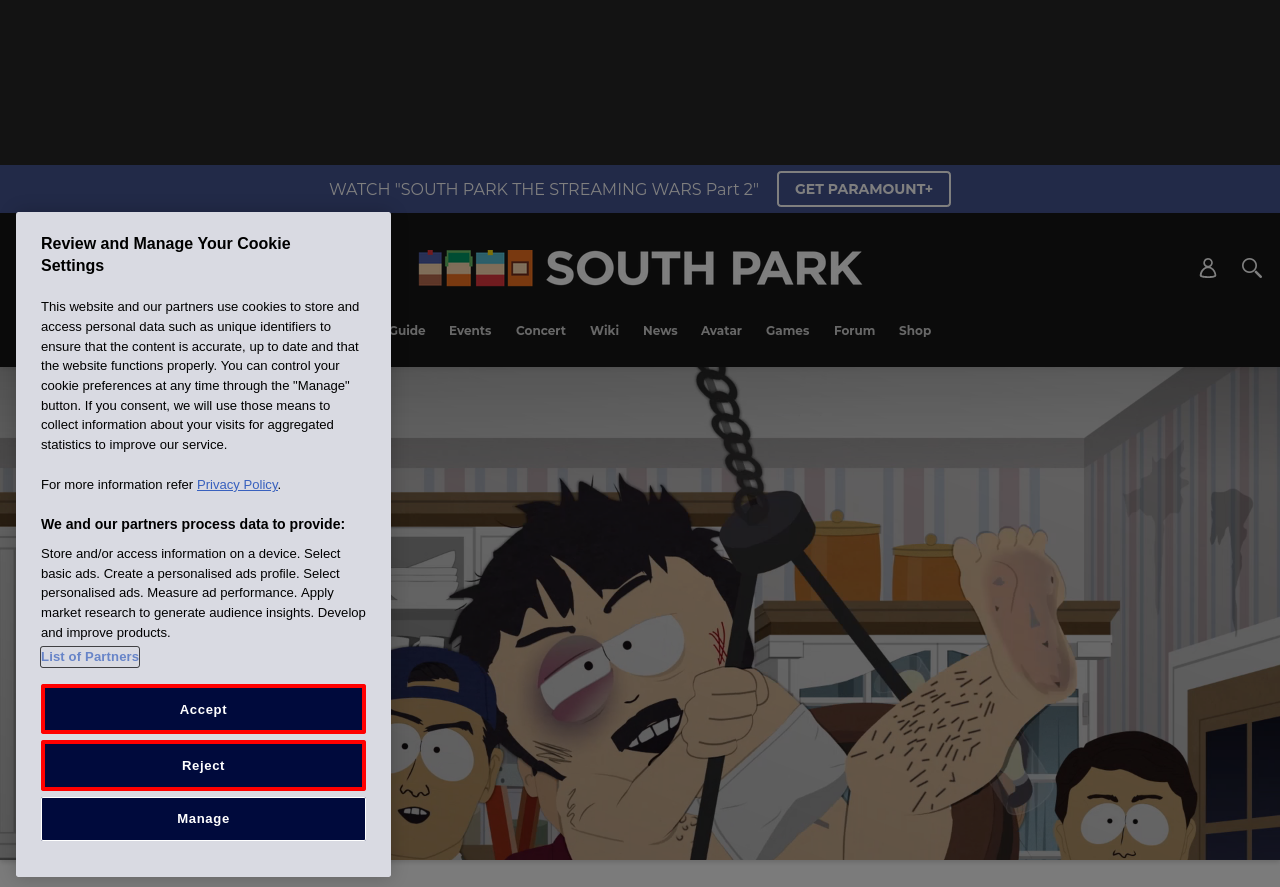 WATCH "SOUTH PARK THE STREAMING WARS Part 2"
GET PARAMOUNT+
SOUTH PARK
Guide Events Concert Wiki News Avatar Games Forum Shop
Review and Manage Your Cookie
Settings
This website and our partners use cookies to store and
access personal data such as unique identifiers to
ensure that the content is accurate, up to date and that
the website functions properly. You can control your
cookie preferences at any time through the "Manage"
button. If you consent, we will use those means to
collect information about your visits for aggregated
statistics to improve our service.
For more information refer Privacy Policy.
We and our partners process data to provide:
Store and/or access information on a device. Select
basic ads. Create a personalised ads profile. Select
personalised ads. Measure ad performance. Apply
market research to generate audience insights. Develop
and improve products.
List of Partners
Accept
Reject
Manage